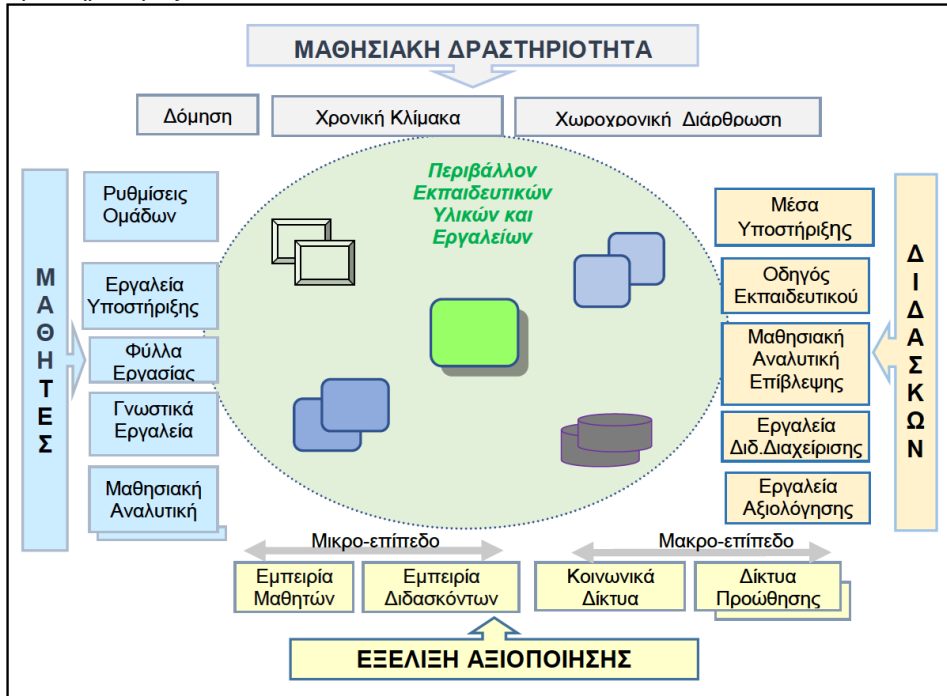 ΜΑΘΗΣΙΑΚΗ ΔΡΑΣΤΗΡΙΟΤΗΤΑ
Δόμηση
Χρονική Κλίμακα
Χωροχρονική Διάρθρωση
Περιβάλλον
Εκπαιδευτικών
Υλικών και
Εργαλείων
ΜΑΘΗΤΕΣ
Ρυθμίσεις
Ομάδων
Εργαλεία
Υποστήριξης
Φύλλα
Εργασίας
Γνωστικά
Εργαλεία
Μαθησιακή
Αναλυτική
Μέσα
Υποστήριξης
Οδηγός
Εκπαιδευτικού
Μαθησιακή
Αναλυτική
Επίβλεψης
Εργαλεία
Διδ.Διαχείρισης
Εργαλεία
Αξιολόγησης
ΔΙΔΑΣΚΩΝ
Μικρο-επίπεδο
Μακρο-επίπεδο
Εμπειρία
Μαθητών
Εμπειρία
Διδασκόντων
Κοινωνικά
Δίκτυα
Δίκτυα
Προώθησης
ΕΞΕΛΙΞΗ ΑΞΙΟΠΟΙΗΣΗΣ